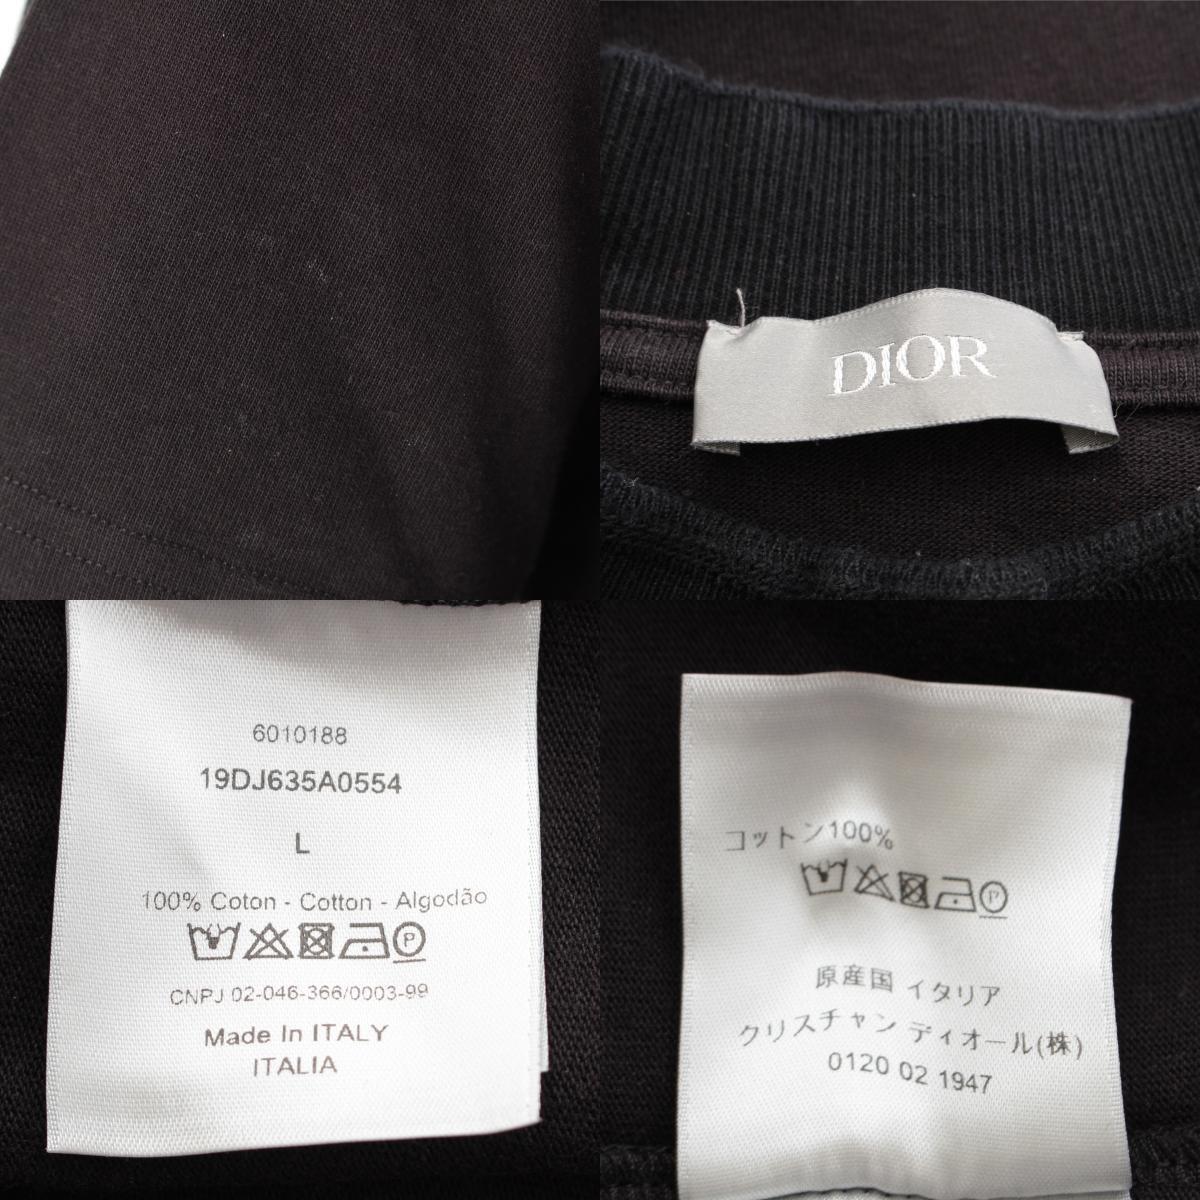 DIOR
6010188
19DJ635A0554
L
100% Coton - Cotton - Algodão
P
CNPJ 02-046-366/0003-99
Made In ITALY
ITALIA
コットン100%
P
原産国 イタリア
クリスチャン ディオール(株)
0120 02 1947